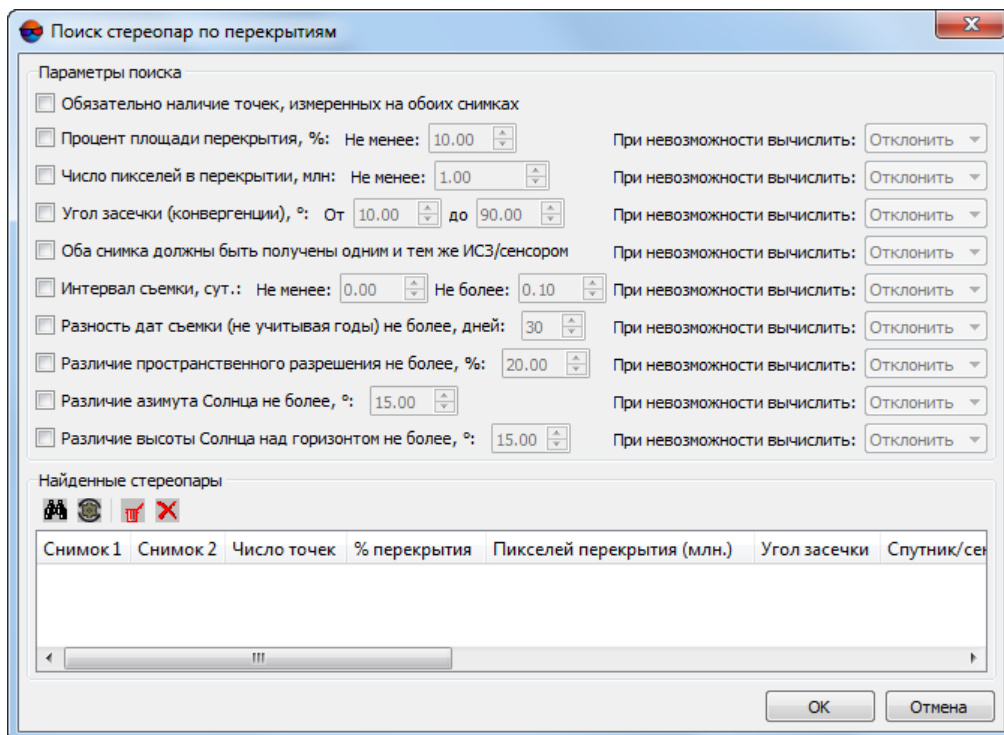 Поиск стереопар по перекрытиям
Параметры поиска
Обязательно наличие точек, измеренных на обоих снимках
Процент площади перекрытия, %: Не менее: 10.00 При невозможности вычислить: Отклонить
Число пикселей в перекрытии, млн: Не менее: 1.00 При невозможности вычислить: Отклонить
Угол засечки (конвергенции), °: От 10.00 до 90.00 При невозможности вычислить: Отклонить
Оба снимка должны быть получены одним и тем же ИСЗ/сенсором При невозможности вычислить: Отклонить
Интервал съемки, сут.: Не менее: 0.00 Не более: 0.10 При невозможности вычислить: Отклонить
Разность дат съемки (не учитывая годы) не более, дней: 30 При невозможности вычислить: Отклонить
Различие пространственного разрешения не более, %: 20.00 При невозможности вычислить: Отклонить
Различие азимута Солнца не более, °: 15.00 При невозможности вычислить: Отклонить
Различие высоты Солнца над горизонтом не более, °: 15.00 При невозможности вычислить: Отклонить
Найденные стереопары
Снимок 1 Снимок 2 Число точек % перекрытия Пикселей перекрытия (млн.) Угол засечки Спутник/сен
OK Отмена